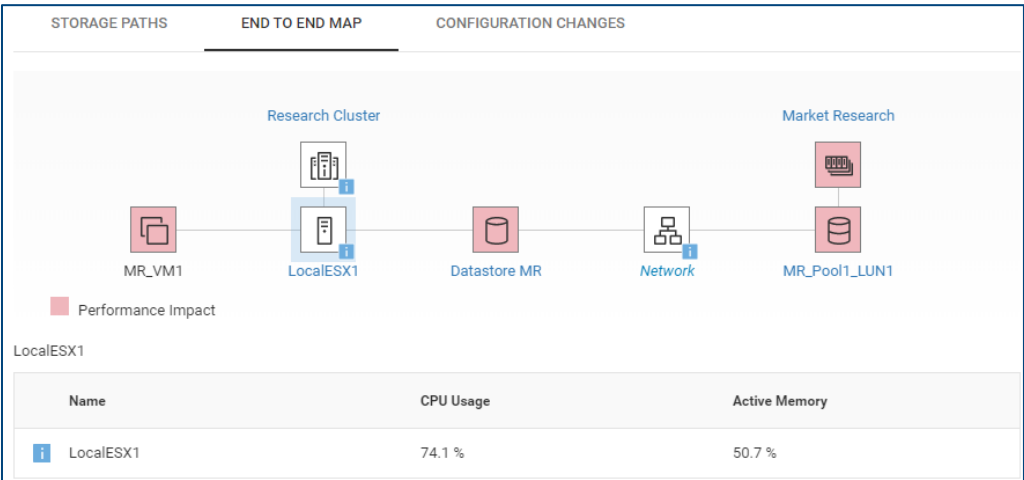 STORAGE PATHS END TO END MAP CONFIGURATION CHANGES
Research Cluster Market Research
i
i i
MR_VM1 LocalESX1 Datastore MR Network MR_Pool1_LUN1
Performance Impact
LocalESX1
Name CPU Usage Active Memory
i LocalESX1 74.1 % 50.7 %